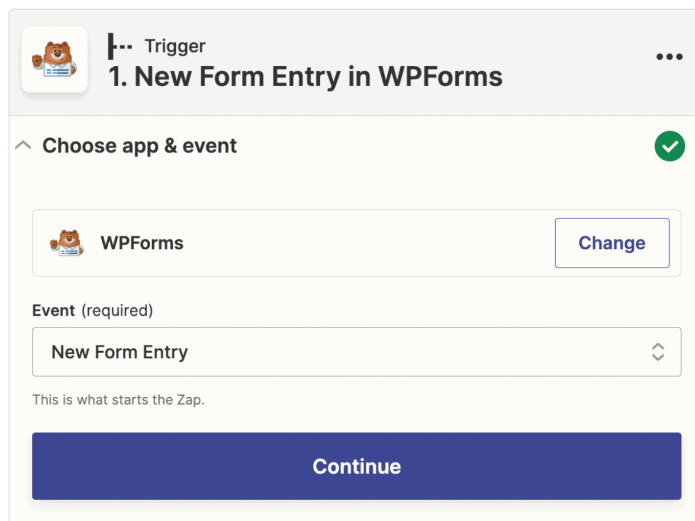 Trigger
1. New Form Entry in WPForms
Choose app & event
WPForms
Change
Event (required)
New Form Entry
This is what starts the Zap.
Continue